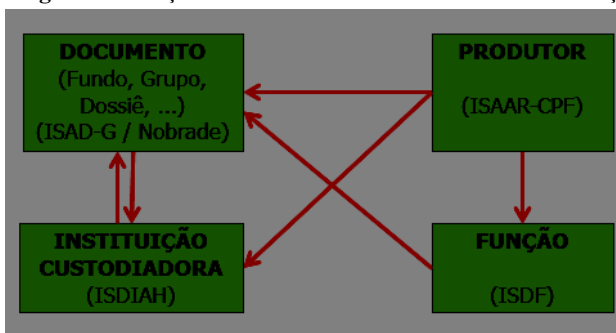 DOCUMENTO
(Fundo, Grupo,
Dossiê, ...)
(ISAD-G / Nobrade)
PRODUTOR
(ISAAR-CPF)
INSTITUIÇÃO
CUSTODIADORA
(ISDIAH)
FUNÇÃO
(ISDF)